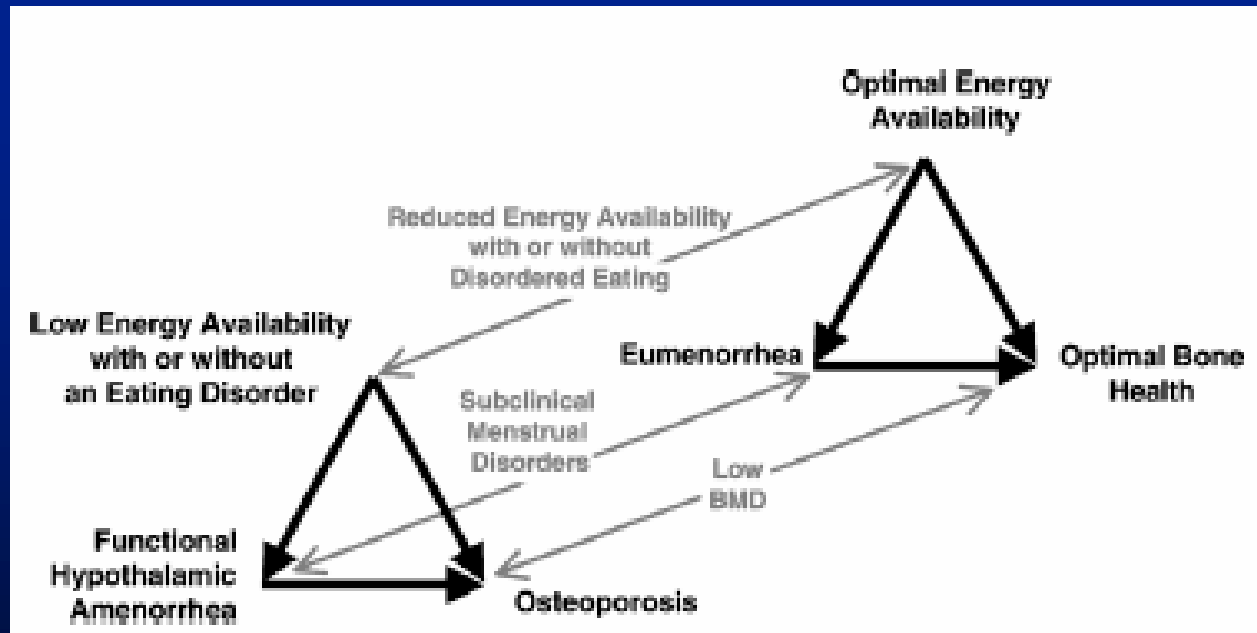 Optimal Energy
Availability
Reduced Energy Availability
with or without
Disordered Eating
Low Energy Availability
with or without
an Eating Disorder
Eumenorrhea
Optimal Bone
Health
Subclinical
Menstrual
Disorders
Low
BMD
Functional
Hypothalamic
Amenorrhea
Osteoporosis